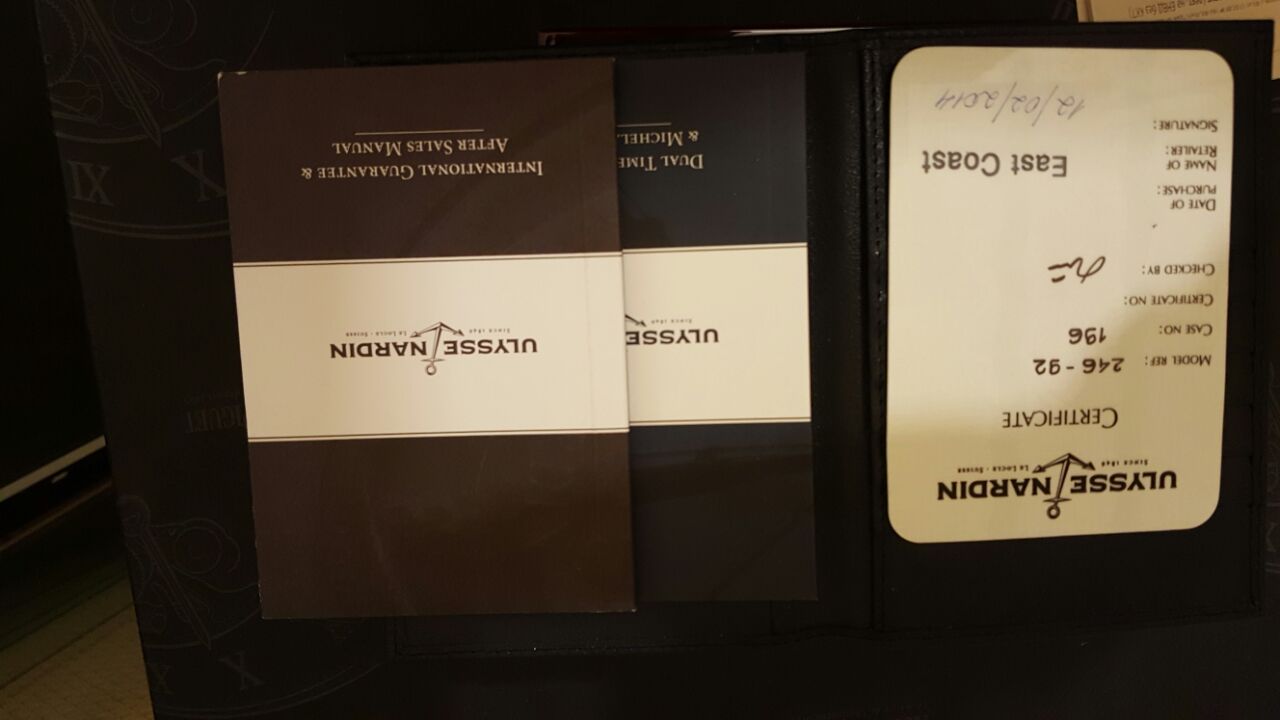 INTERNATIONAL GUARANTEE &
AFTER SALES MANUAL
ULYSSE NARDIN
SINCE 1846 LE LOCLE - SUISSE
DUAL TIME
& MICHEL
ULYSSE
SINCE 1846
ULYSSE NARDIN
SINCE 1846 LE LOCLE - SUISSE
CERTIFICATE
MODEL REF: 246-92
CASE NO: 196
CERTIFICATE NO:
CHECKED BY:
DATE OF
PURCHASE:
NAME OF
RETAILER: East Coast
SIGNATURE:
12/02/2014
XI
X
X
GUET